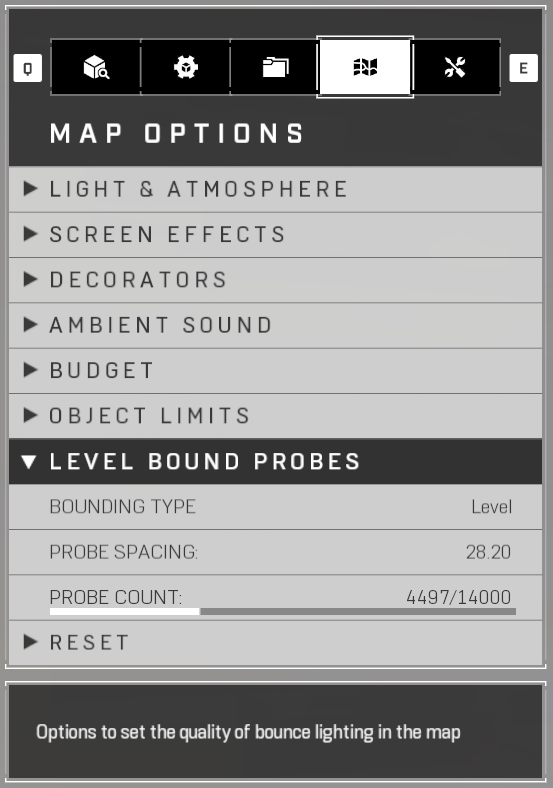 Q
E
MAP OPTIONS
LIGHT & ATMOSPHERE
SCREEN EFFECTS
DECORATORS
AMBIENT SOUND
BUDGET
OBJECT LIMITS
LEVEL BOUND PROBES
BOUNDING TYPE Level
PROBE SPACING: 28.20
PROBE COUNT: 4497/14000
RESET
Options to set the quality of bounce lighting in the map